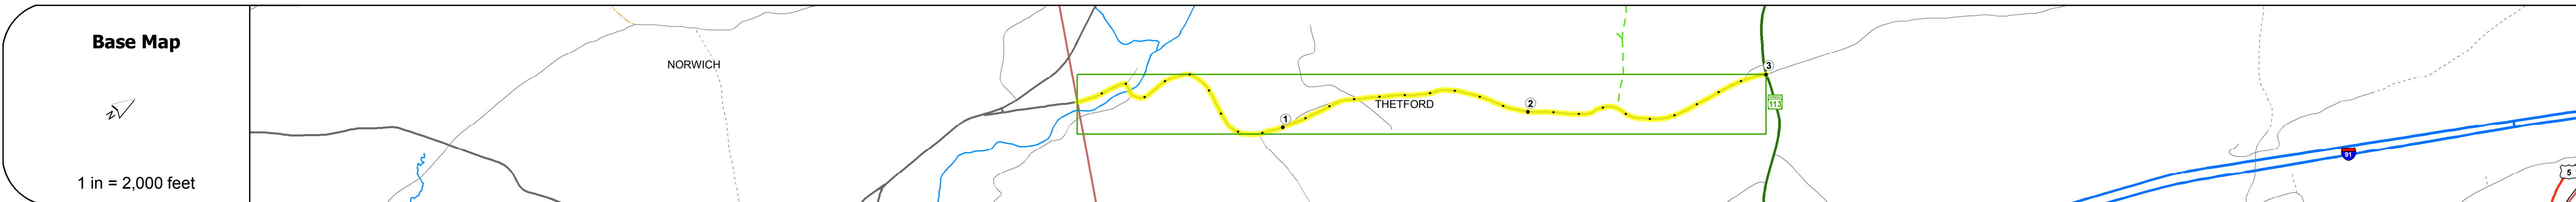 Base Map
N
1 in = 2,000 feet
NORWICH
THETFORD
1
2
3
113
91
5